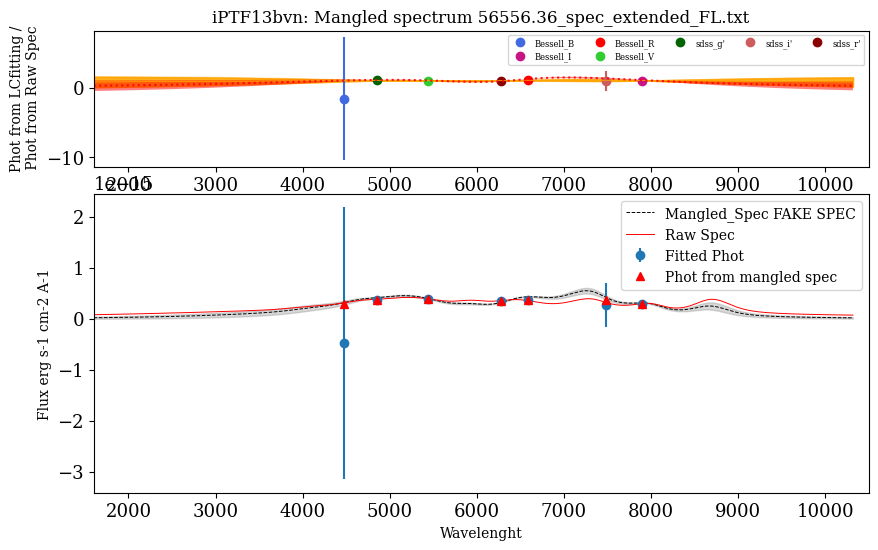 iPTF13bvn: Mangled spectrum 56556.36_spec_extended_FL.txt
Phot from LCfitting /
Phot from Raw Spec
0
−10
Bessell_B
Bessell_I
Bessell_R
Bessell_V
sdss_g'
sdss_i'
sdss_r'
2000 3000 4000 5000 6000 7000 8000 9000 10000
1e−15
Flux erg s-1 cm-2 A-1
2
1
0
−1
−2
−3
Mangled_Spec FAKE SPEC
Raw Spec
Fitted Phot
Phot from mangled spec
2000 3000 4000 5000 6000 7000 8000 9000 10000
Wavelenght